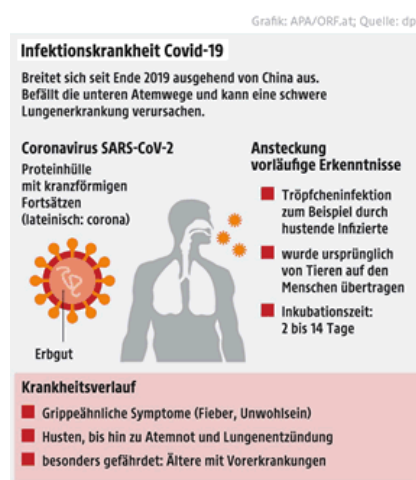 Grafik: APA/ORF.at; Quelle: dp
Infektionskrankheit Covid-19
Breitet sich seit Ende 2019 ausgehend von China aus.
Befällt die unteren Atemwege und kann eine schwere
Lungenerkrankung verursachen.
Coronavirus SARS-CoV-2
Proteinhülle
mit kranzförmigen
Fortsätzen
(lateinisch: corona)
Erbgut
Ansteckung
vorläufige Erkenntnisse
Tröpfcheninfektion
zum Beispiel durch
hustende Infizierte
wurde ursprünglich
von Tieren auf den
Menschen übertragen
Inkubationszeit:
2 bis 14 Tage
Krankheitsverlauf
Grippeähnliche Symptome (Fieber, Unwohlsein)
Husten, bis hin zu Atemnot und Lungenentzündung
besonders gefährdet: Ältere mit Vorerkrankungen